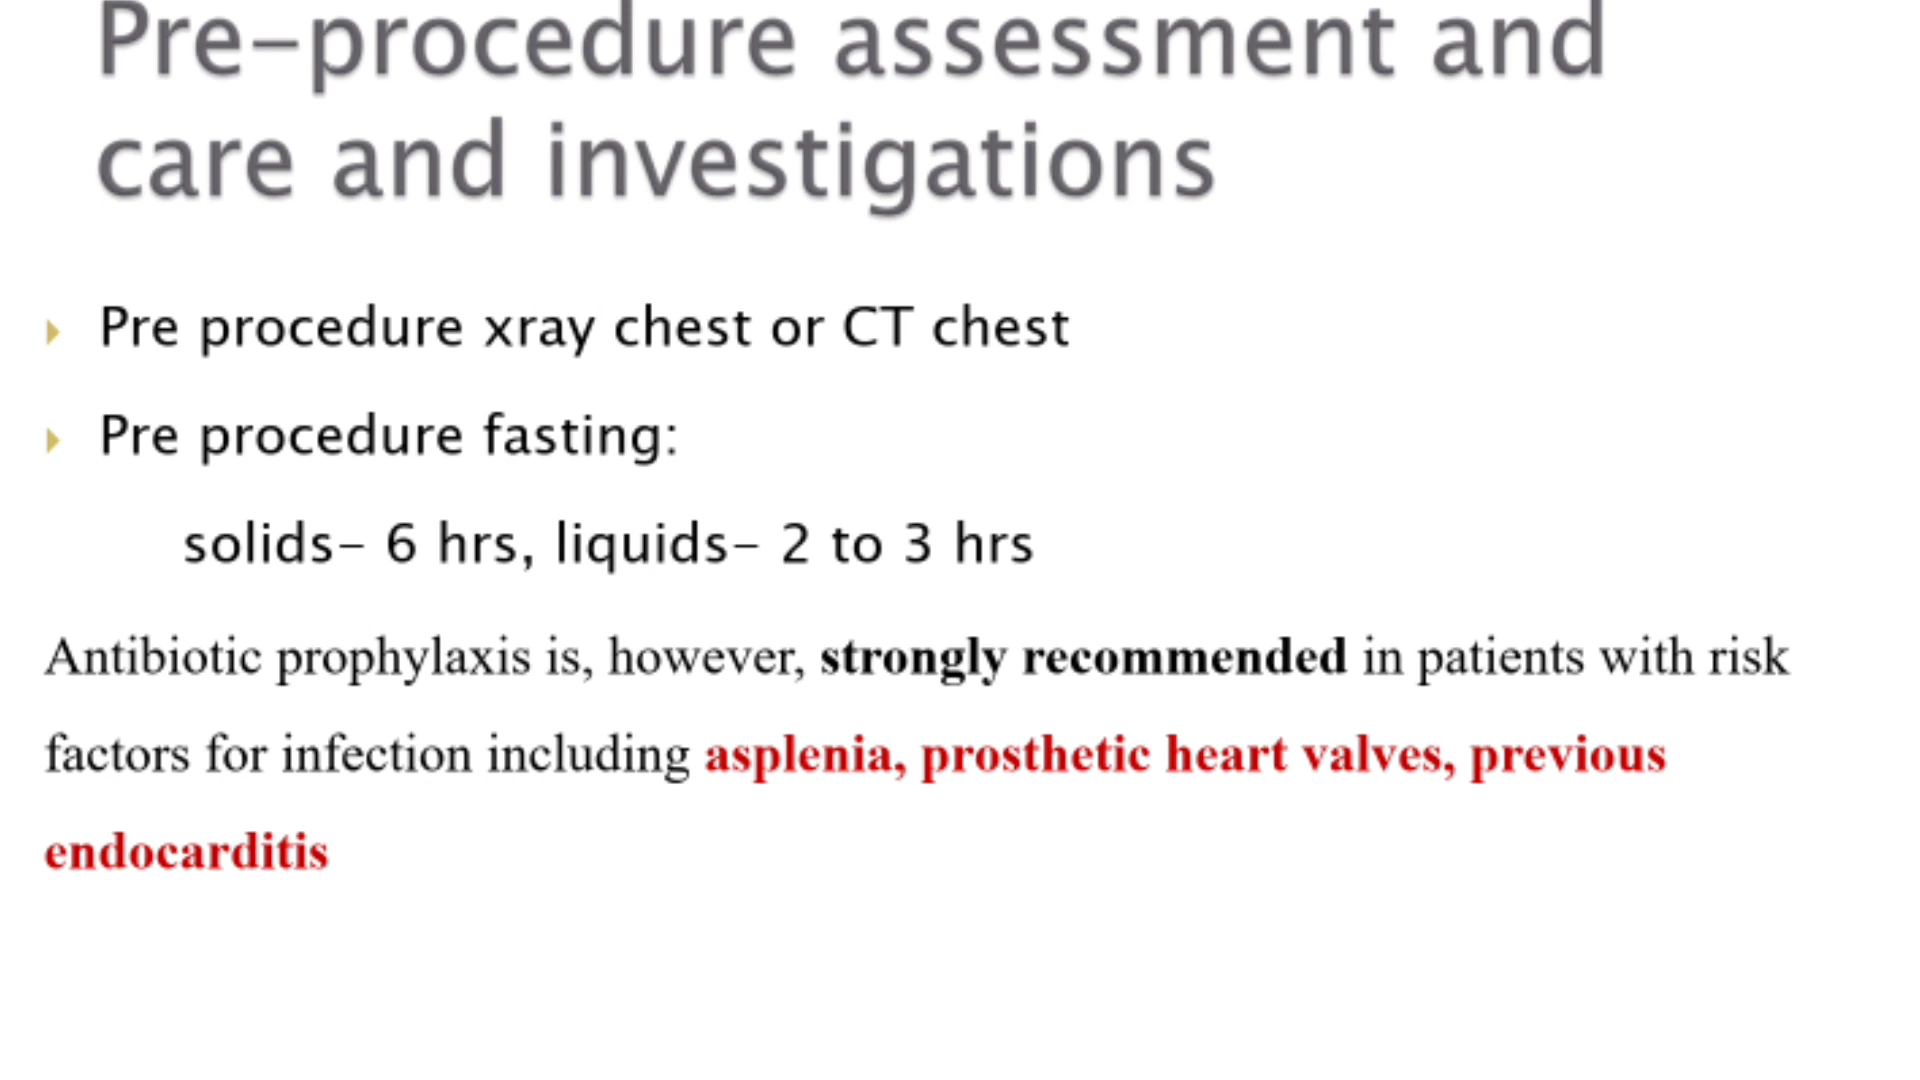 Pre-procedure assessment and
care and investigations
Pre procedure xray chest or CT chest
Pre procedure fasting:
solids- 6 hrs, liquids- 2 to 3 hrs
Antibiotic prophylaxis is, however, strongly recommended in patients with risk
factors for infection including asplenia, prosthetic heart valves, previous
endocarditis